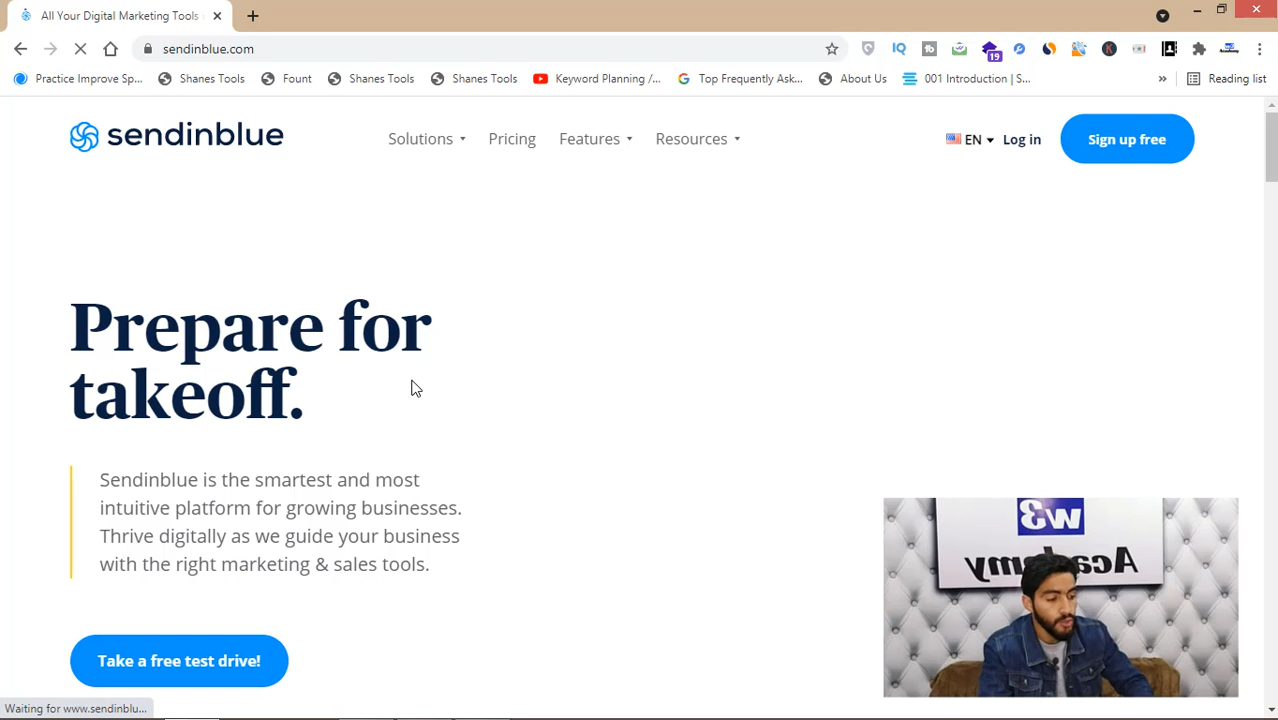 All Your Digital Marketing Tools
sendinblue.com
19
Practice Improve Sp...
Shanes Tools
Fount
Shanes Tools
Shanes Tools
Keyword Planning /...
Top Frequently Ask...
About Us
001 Introduction | S...
»
Reading list
sendinblue
Solutions
Pricing
Features
Resources
EN
Log in
Sign up free
Prepare for
takeoff.
Sendinblue is the smartest and most
intuitive platform for growing businesses.
Thrive digitally as we guide your business
with the right marketing & sales tools.
Take a free test drive!
w3
Academy
Waiting for www.sendinblu...